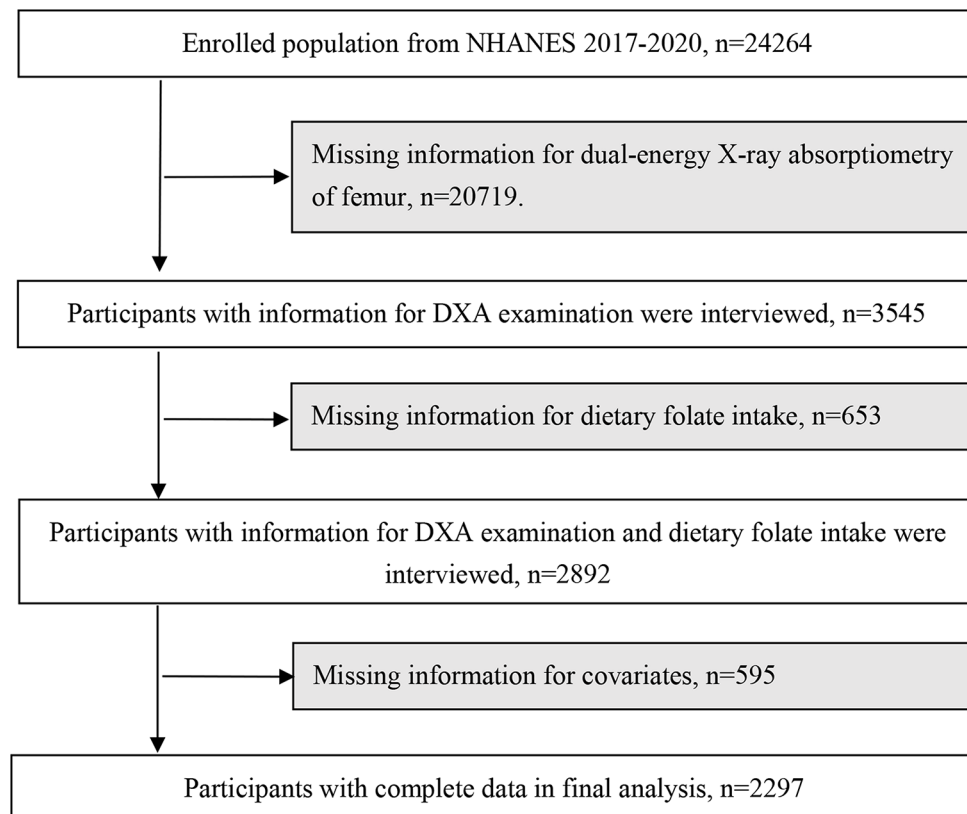 Enrolled population from NHANES 2017-2020, n=24264
Missing information for dual-energy X-ray absorptiometry
of femur, n=20719.
Participants with information for DXA examination were interviewed, n=3545
Missing information for dietary folate intake, n=653
Participants with information for DXA examination and dietary folate intake were
interviewed, n=2892
Missing information for covariates, n=595
Participants with complete data in final analysis, n=2297